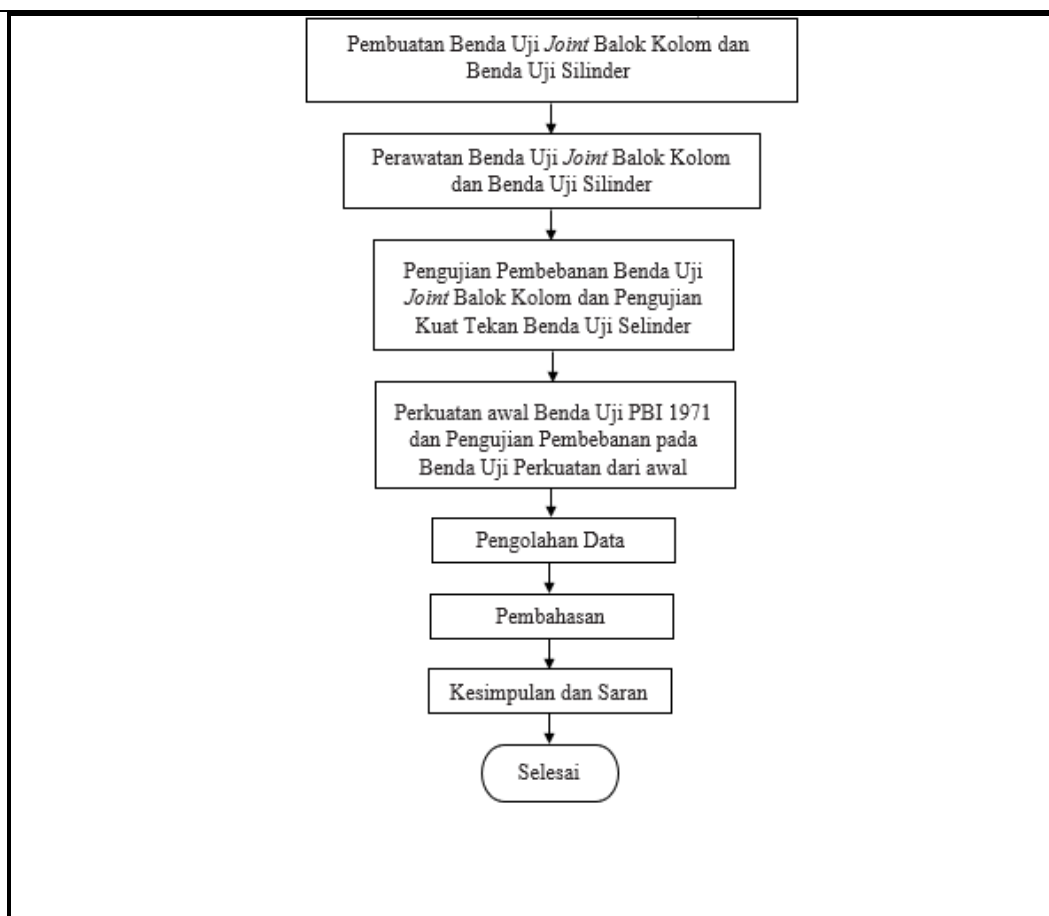 Pembuatan Benda Uji Joint Balok Kolom dan
Benda Uji Silinder
Perawatan Benda Uji Joint Balok Kolom
dan Benda Uji Silinder
Pengujian Pembebanan Benda Uji
Joint Balok Kolom dan Pengujian
Kuat Tekan Benda Uji Selinder
Perkuatan awal Benda Uji PBI 1971
dan Pengujian Pembebanan pada
Benda Uji Perkuatan dari awal
Pengolahan Data
Pembahasan
Kesimpulan dan Saran
Selesai